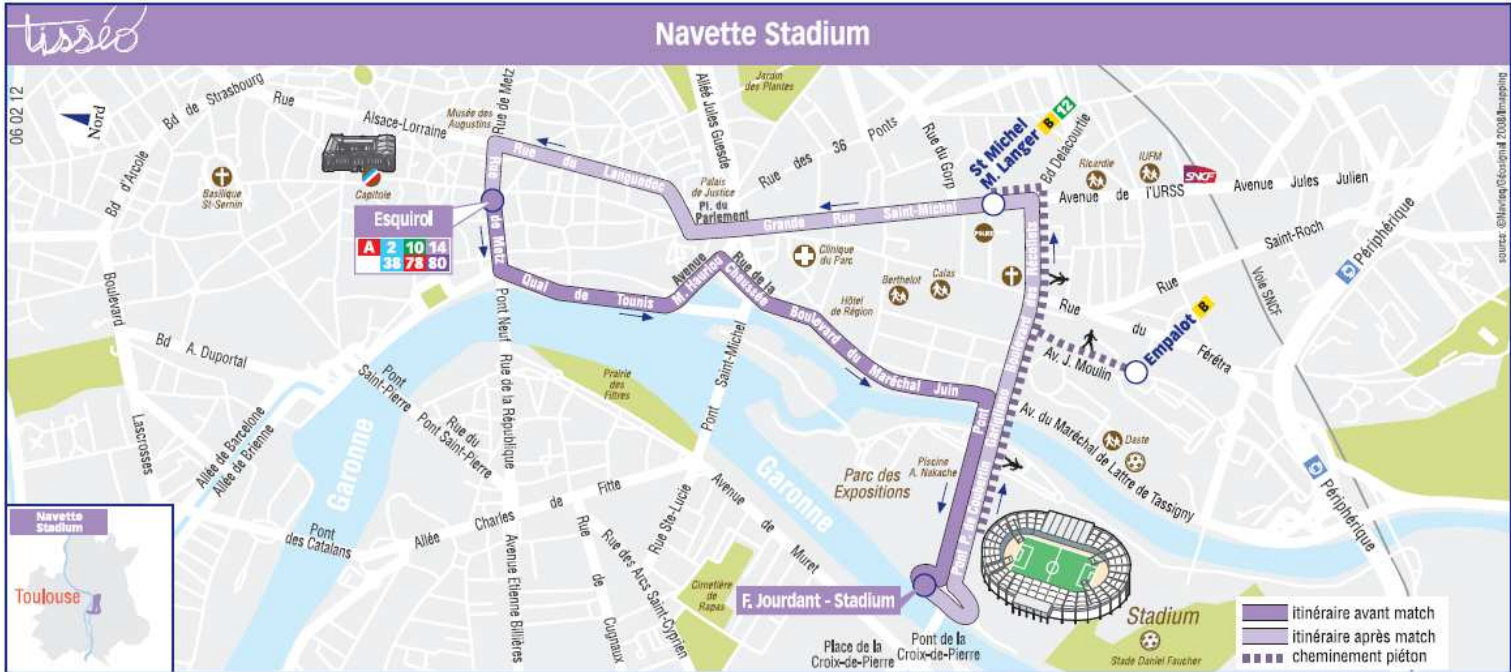 tisséo
Navette Stadium
06 02 12
Nord
Bd de Strasbourg
Rue
Alsace-Lorraine
Musée des
Augustins
Rue de Metz
Allée Jules Guesde
Jardin
des Plantes
Rue des 36 Ponts
Rue du Gorp
St Michel
M. Langer B 12
Bd Delacourtie
Ricardie
IUFM
SNCF
Avenue de l'URSS
Avenue Jules Julien
Périphérique
Bd d'Arcole
Basilique
St-Sernin
Capitole
Rue du Languedoc
Palais
de Justice
Pl. du
Parlement
Grande Rue Saint-Michel
POLICE
Rue Saint-Roch
Voie SNCF
Esquirol
A 2 10 14
38 78 80
Rue de Metz
Clinique
du Parc
Berthelot
Calas
Hôtel
de Région
Boulevard des Récollets
Rue du Férétra
Empalot B
Av. J. Moulin
Quai de Tounis
Avenue M. Hauriou
Rue de la Chaussée
Boulevard du Maréchal Juin
Boulevard Lascrosses
Bd A. Duportal
Pont
Saint-Pierre
Pont Neuf
Rue de la République
Prairie
des
Filtres
Pont Saint-Michel
Allée de Barcelone
Allée de Brienne
Garonne
Rue du
Pont Saint-Pierre
Garonne
Parc des
Expositions
Piscine
A. Nakache
Pont Pont P. de Coubertin Garigliano
Av. du Maréchal de Lattre de Tassigny
Daste
Périphérique
Pont
des Catalans
Allée Charles de Fitte
Avenue Etienne Billières
Rue de Cugnaux
Rue des Arcs Saint-Cyprien
Rue Ste-Lucie
Avenue de Muret
Cimetière
de
Rapas
F. Jourdant - Stadium
Place de la
Croix-de-Pierre
Pont de la
Croix-de-Pierre
Stadium
Stade Daniel Faucher
Navette
Stadium
Toulouse
itinéraire avant match
itinéraire après match
cheminement piéton